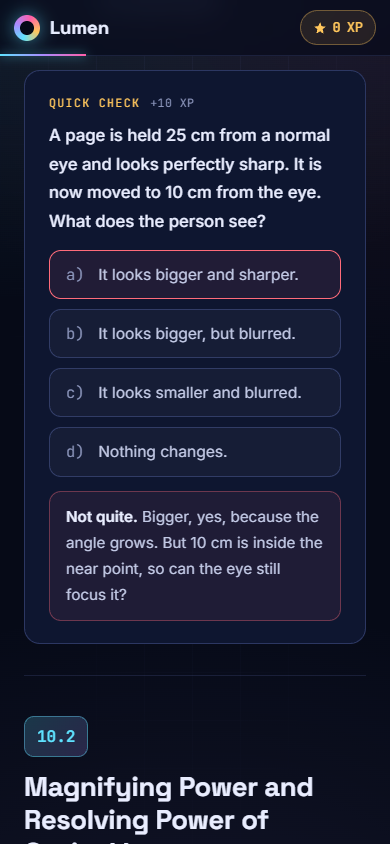 Lumen
★ 0 XP
QUICK CHECK +10 XP
A page is held 25 cm from a normal
eye and looks perfectly sharp. It is
now moved to 10 cm from the eye.
What does the person see?
a) It looks bigger and sharper.
b) It looks bigger, but blurred.
c) It looks smaller and blurred.
d) Nothing changes.
Not quite. Bigger, yes, because the
angle grows. But 10 cm is inside the
near point, so can the eye still
focus it?
10.2
Magnifying Power and
Resolving Power of